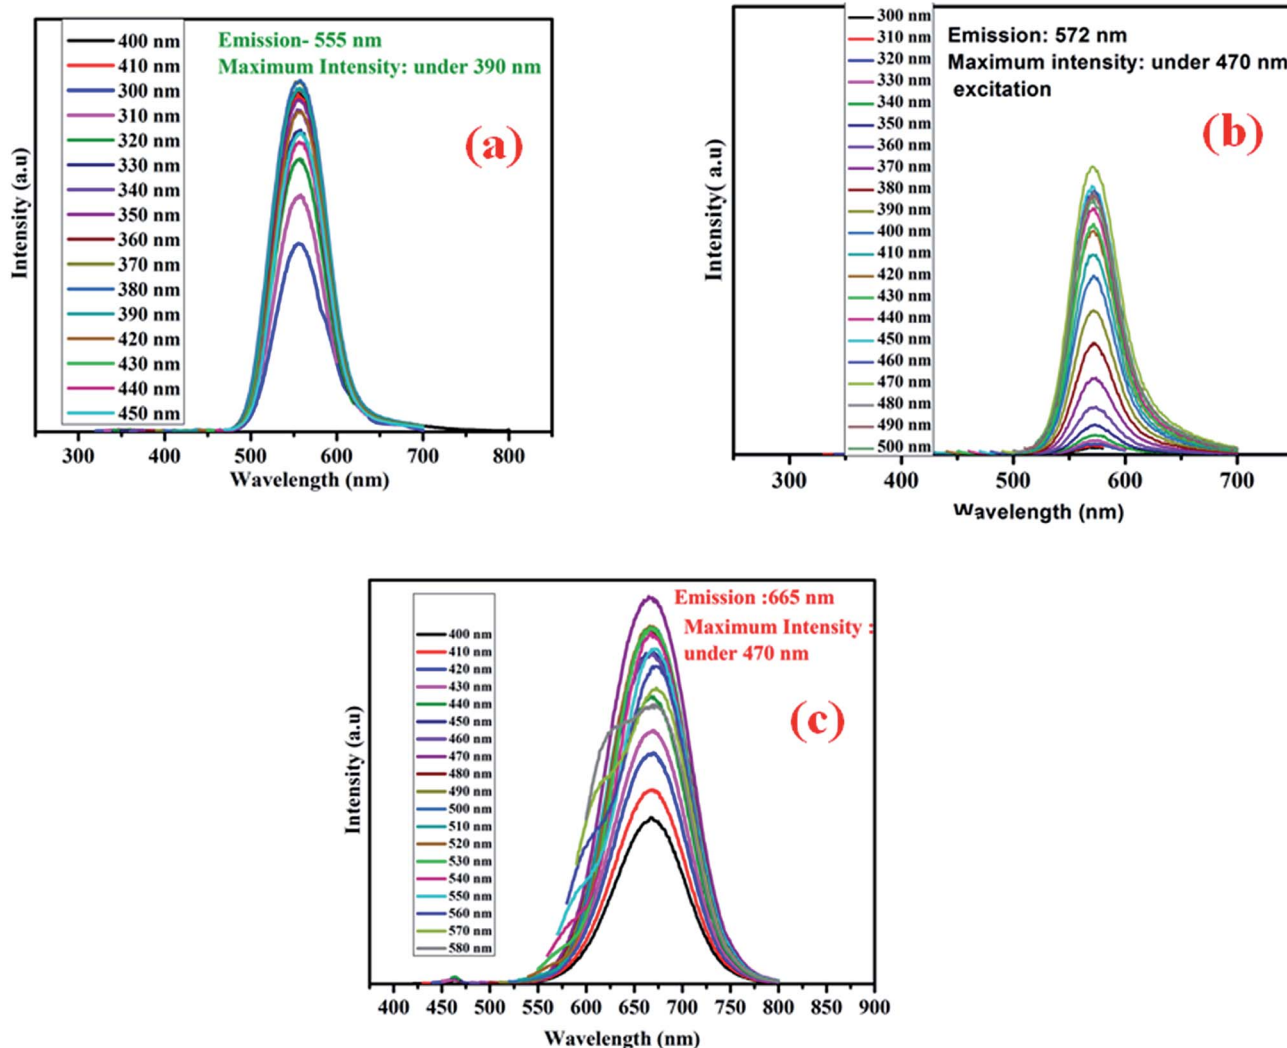 400 nm
410 nm
300 nm
310 nm
320 nm
330 nm
340 nm
350 nm
360 nm
370 nm
380 nm
390 nm
420 nm
430 nm
440 nm
450 nm
Emission- 555 nm
Maximum Intensity: under 390 nm
(a)
Intensity (a.u)
300 400 500 600 700 800
Wavelength (nm)
300 nm
310 nm
320 nm
330 nm
340 nm
350 nm
360 nm
370 nm
380 nm
390 nm
400 nm
410 nm
420 nm
430 nm
440 nm
450 nm
460 nm
470 nm
480 nm
490 nm
500 nm
Emission: 572 nm
Maximum intensity: under 470 nm
excitation
(b)
Intensity( a.u)
300 400 500 600 700
Wavelength (nm)
400 nm
410 nm
420 nm
430 nm
440 nm
450 nm
460 nm
470 nm
480 nm
490 nm
500 nm
510 nm
520 nm
530 nm
540 nm
550 nm
560 nm
570 nm
580 nm
Emission :665 nm
Maximum Intensity :
under 470 nm
(c)
Intensity (a.u)
400 450 500 550 600 650 700 750 800 850 900
Wavelength (nm)